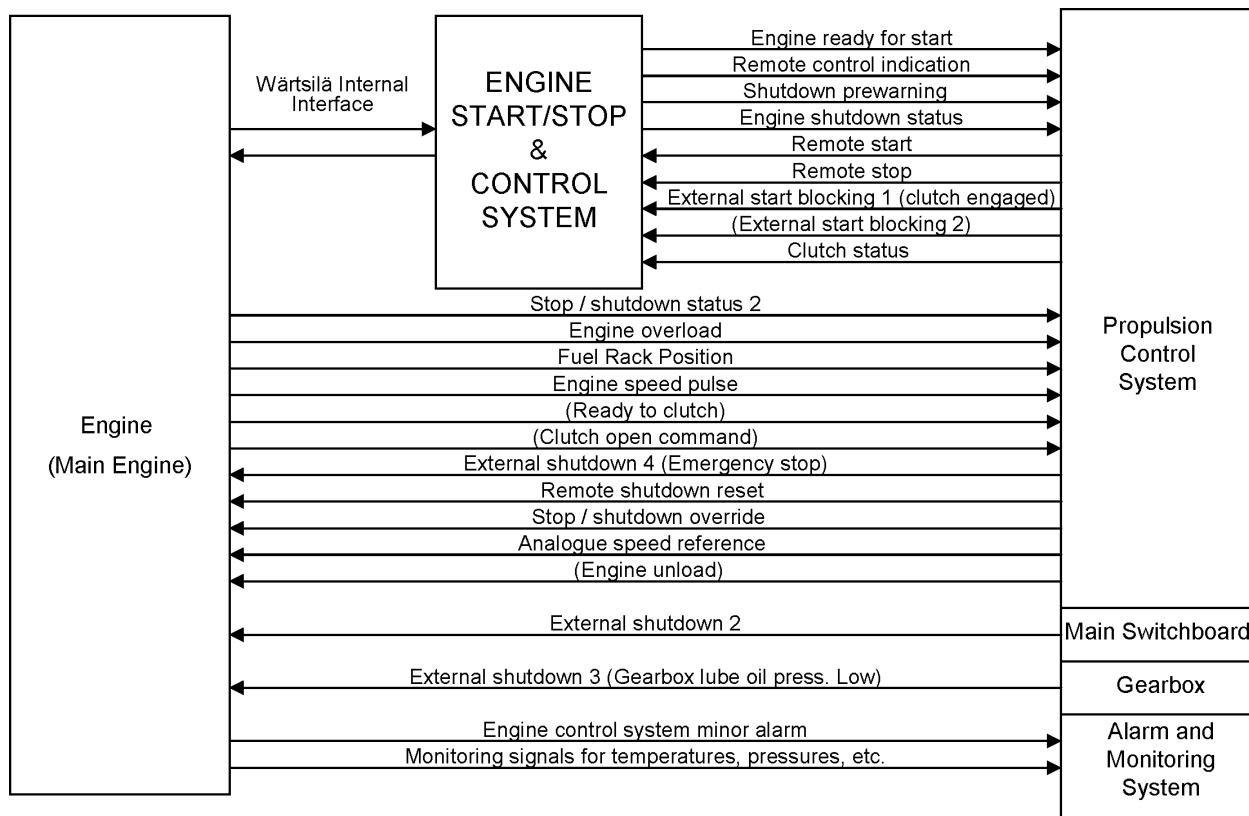 Engine ready for start
Remote control indication
Shutdown prewarning
Engine shutdown status
Remote start
Remote stop
External start blocking 1 (clutch engaged)
(External start blocking 2)
Clutch status
Wärtsilä Internal
Interface
ENGINE
START/STOP
&
CONTROL
SYSTEM
Stop / shutdown status 2
Engine overload
Fuel Rack Position
Engine speed pulse
(Ready to clutch)
(Clutch open command)
External shutdown 4 (Emergency stop)
Remote shutdown reset
Stop / shutdown override
Analogue speed reference
(Engine unload)
Engine
(Main Engine)
Propulsion
Control
System
External shutdown 2
Main Switchboard
External shutdown 3 (Gearbox lube oil press. Low)
Gearbox
Engine control system minor alarm
Monitoring signals for temperatures, pressures, etc.
Alarm and
Monitoring
System